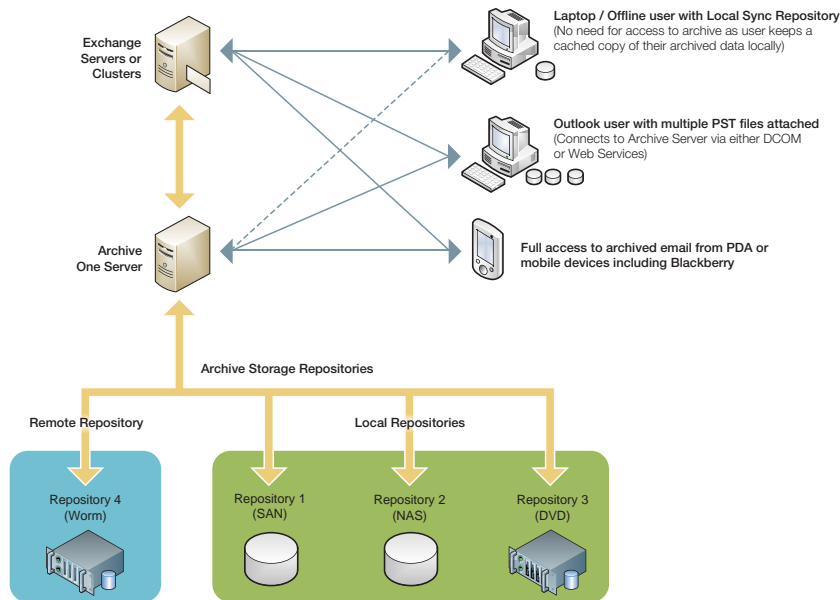 Exchange
Servers or
Clusters
Laptop / Offline user with Local Sync Repository
(No need for access to archive as user keeps a
cached copy of their archived data locally)
Outlook user with multiple PST files attached
(Connects to Archive Server via either DCOM
or Web Services)
Archive
One Server
Full access to archived email from PDA or
mobile devices including Blackberry
Archive Storage Repositories
Remote Repository
Local Repositories
Repository 4
(Worm)
Repository 1
(SAN)
Repository 2
(NAS)
Repository 3
(DVD)